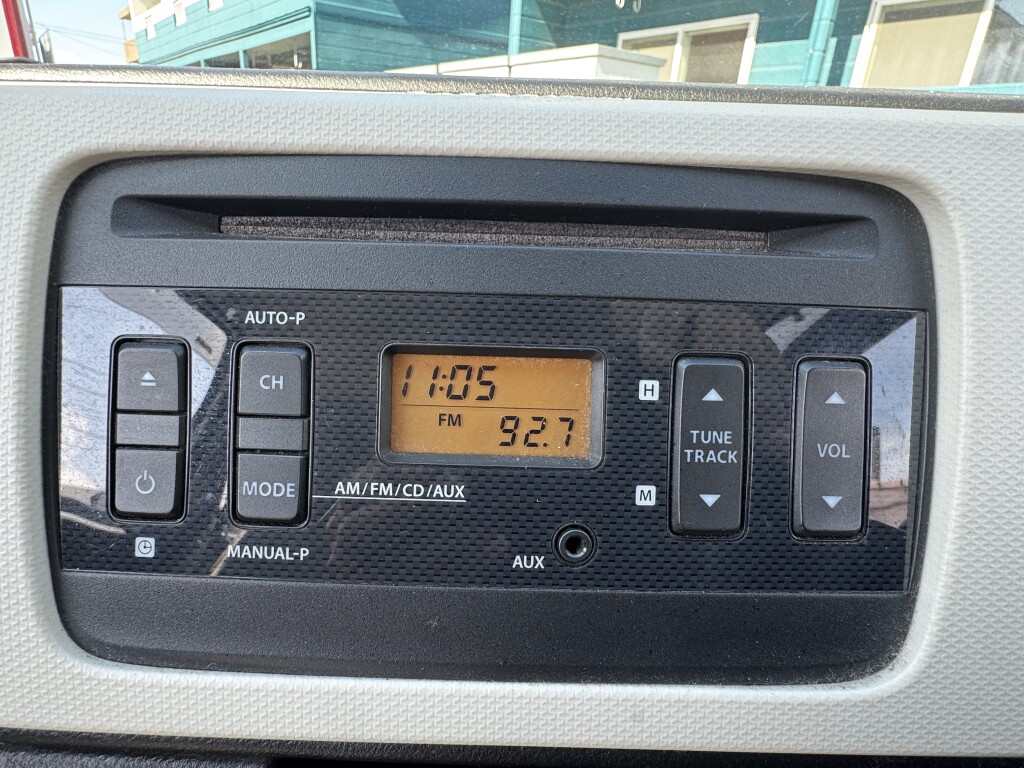 AUTO-P
CH
MODE
AM/FM/CD/AUX
MANUAL-P
11:05
FM 92.7
AUX
H
M
TUNE
TRACK
VOL